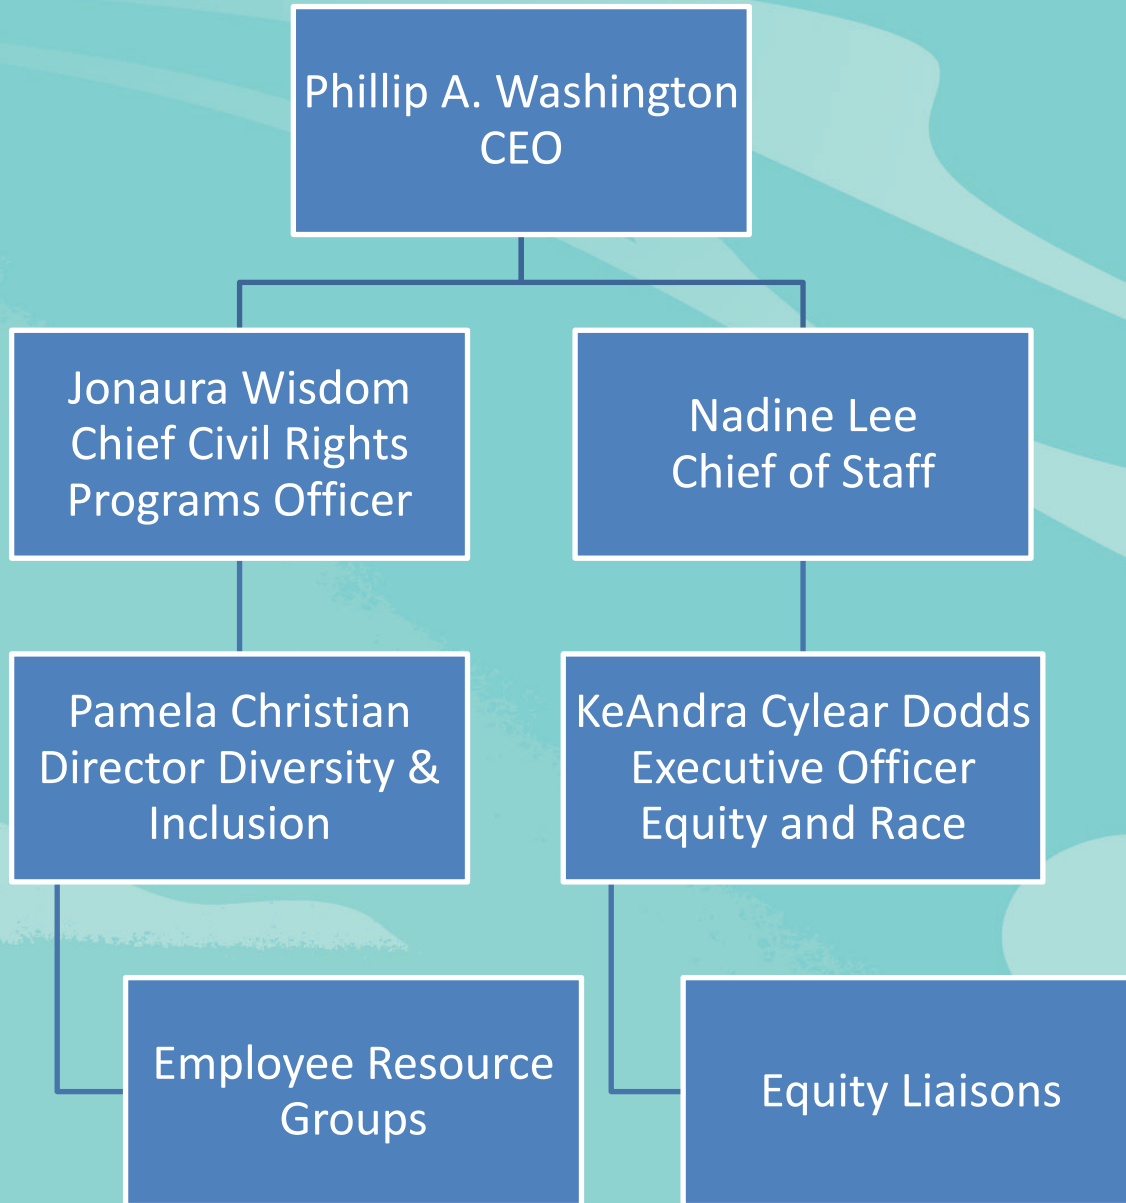 Phillip A. Washington
CEO
Jonaura Wisdom
Chief Civil Rights
Programs Officer
Nadine Lee
Chief of Staff
Pamela Christian
Director Diversity &
Inclusion
KeAndra Cylear Dodds
Executive Officer
Equity and Race
Employee Resource
Groups
Equity Liaisons